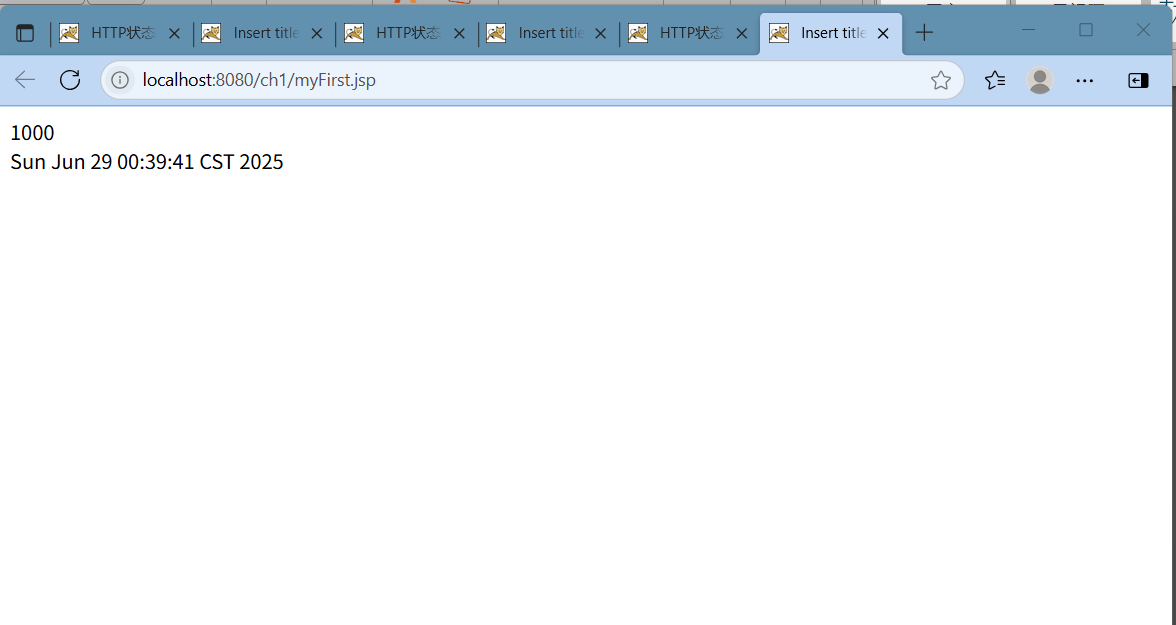 HTTP状态
Insert title
HTTP状态
Insert title
HTTP状态
Insert title
localhost:8080/ch1/myFirst.jsp
1000
Sun Jun 29 00:39:41 CST 2025